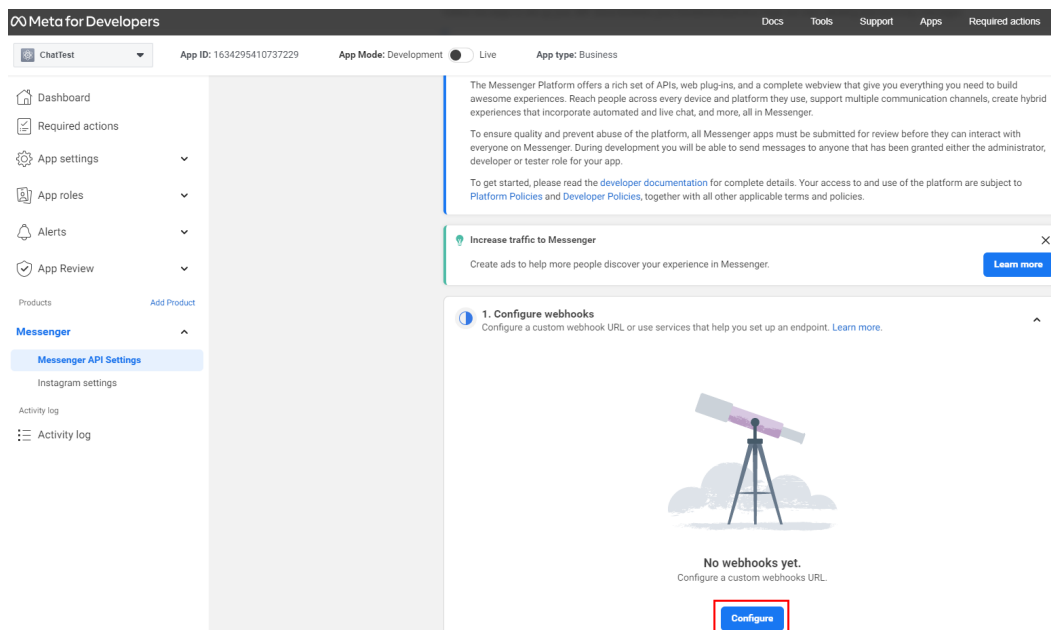 Meta for Developers
Docs Tools Support Apps Required actions
ChatTest
App ID: 1634295410737229
App Mode: Development
Live
App type: Business
Dashboard
Required actions
App settings
App roles
Alerts
App Review
Products
Add Product
Messenger
Messenger API Settings
Instagram settings
Activity log
Activity log
The Messenger Platform offers a rich set of APIs, web plug-ins, and a complete webview that give you everything you need to build
awesome experiences. Reach people across every device and platform they use, support multiple communication channels, create hybrid
experiences that incorporate automated and live chat, and more, all in Messenger.
To ensure quality and prevent abuse of the platform, all Messenger apps must be submitted for review before they can interact with
everyone on Messenger. During development you will be able to send messages to anyone that has been granted either the administrator,
developer or tester role for your app.
To get started, please read the developer documentation for complete details. Your access to and use of the platform are subject to
Platform Policies and Developer Policies, together with all other applicable terms and policies.
Increase traffic to Messenger
Create ads to help more people discover your experience in Messenger.
Learn more
1. Configure webhooks
Configure a custom webhook URL or use services that help you set up an endpoint. Learn more.
No webhooks yet.
Configure a custom webhooks URL.
Configure